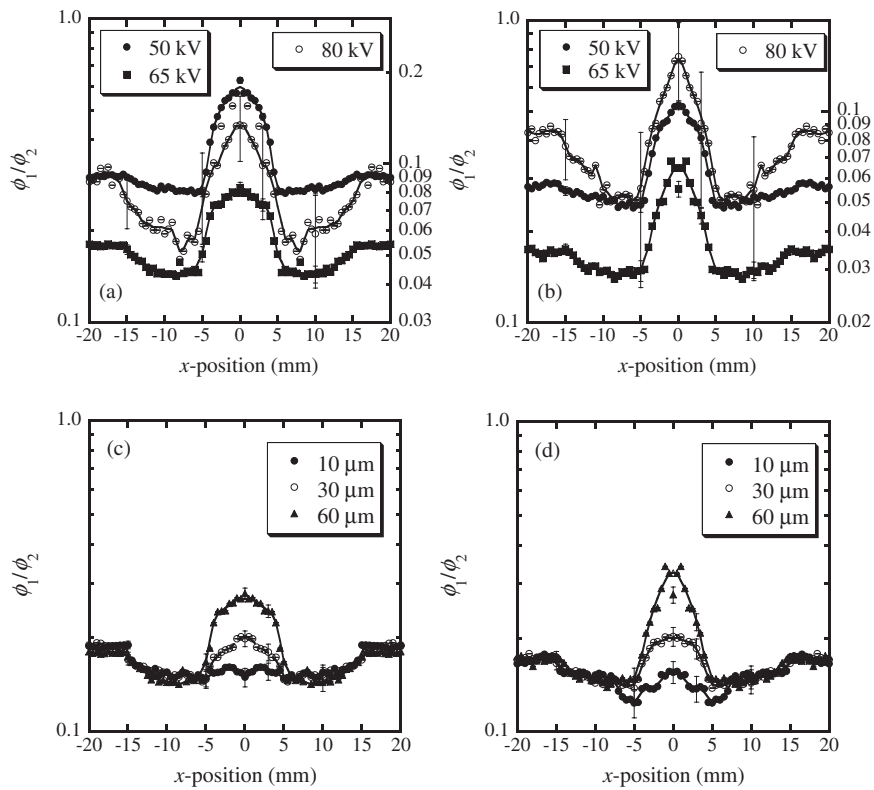 1.0
50 kV
65 kV
80 kV
0.2
0.1
0.09
0.08
0.07
0.06
0.05
0.04
0.03
ϕ1/ϕ2
(a)
0.1
-20 -15 -10 -5 0 5 10 15 20
x-position (mm)
1.0
50 kV
65 kV
80 kV
0.1
0.09
0.08
0.07
0.06
0.05
0.04
0.03
0.02
ϕ1/ϕ2
(b)
0.1
-20 -15 -10 -5 0 5 10 15 20
x-position (mm)
1.0
(c)
10 μm
30 μm
60 μm
ϕ1/ϕ2
0.1
-20 -15 -10 -5 0 5 10 15 20
x-position (mm)
1.0
(d)
10 μm
30 μm
60 μm
ϕ1/ϕ2
0.1
-20 -15 -10 -5 0 5 10 15 20
x-position (mm)